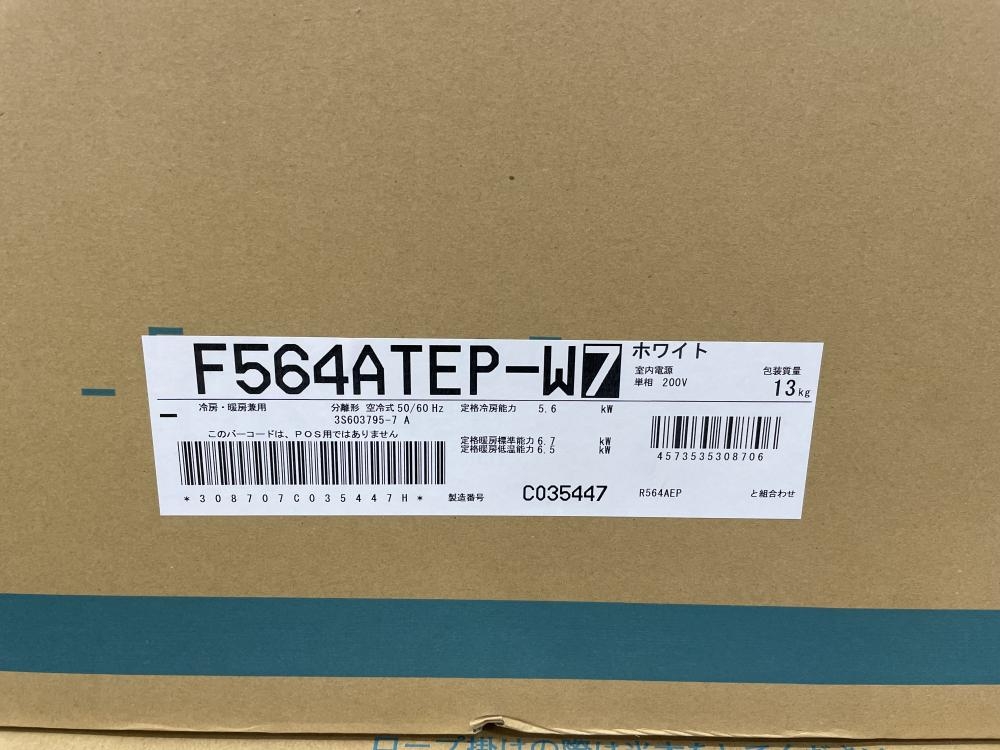 F564ATEP-W7 ホワイト
室内電源
単相 200V
包装質量
13kg
冷房・暖房兼用 分離形 空冷式 50/60 Hz 定格冷房能力 5.6 kW
3S603795-7 A
このバーコードは、POS用ではありません
定格暖房標準能力 6.7 kW
定格暖房低温能力 6.5 kW
4573535308706
*308707C035447H* 製造番号 C035447 R564AEP と組合わせ